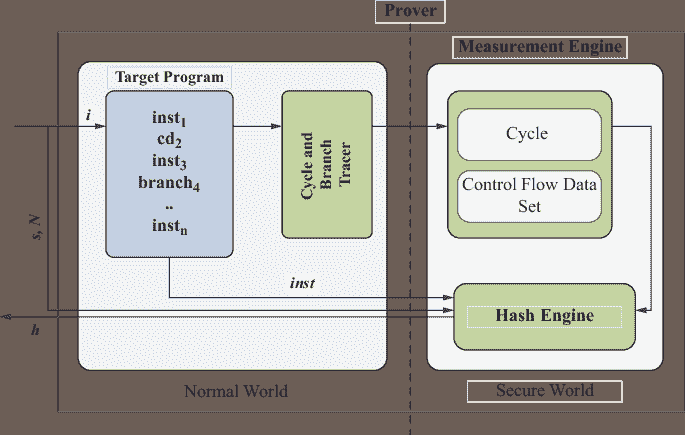 Prover
Measurement Engine
Target Program
i
inst1
cd2
inst3
branch4
..
instn
Cycle and
Branch
Tracer
Cycle
Control Flow Data
Set
s, N
inst
Hash Engine
h
Normal World
Secure World